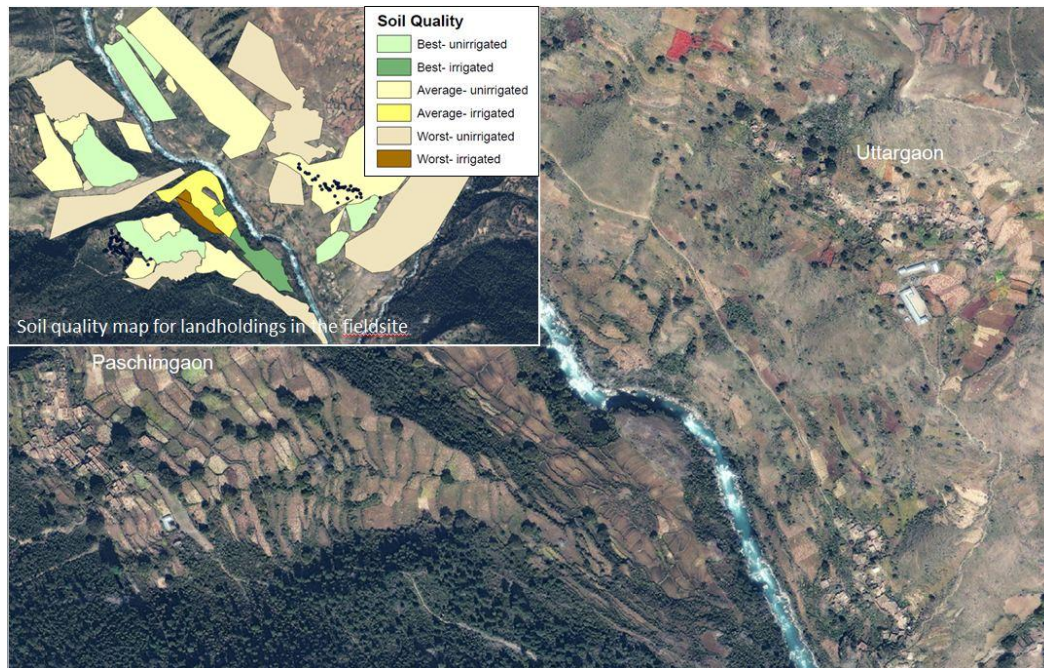 Soil Quality
Best- unirrigated
Best- irrigated
Average- unirrigated
Average- irrigated
Worst- unirrigated
Worst- irrigated
Soil quality map for landholdings in the fieldsite
Uttargaon
Paschimgaon